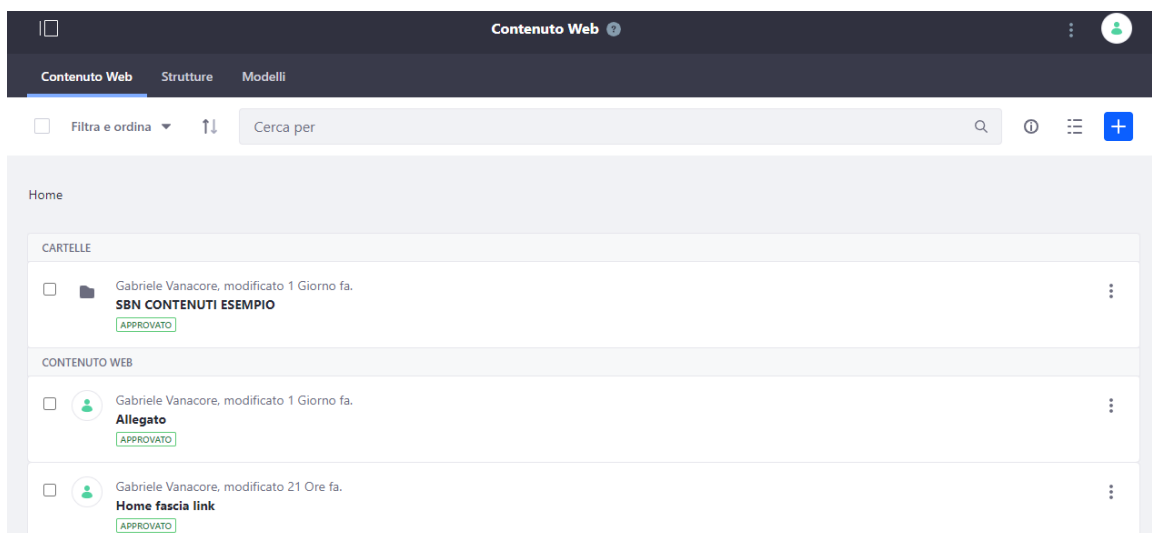 Contenuto Web
Contenuto Web Strutture Modelli
Filtra e ordina Cerca per
Home
CARTELLE
Gabriele Vanacore, modificato 1 Giorno fa.
SBN CONTENUTI ESEMPIO
APPROVATO
CONTENUTO WEB
Gabriele Vanacore, modificato 1 Giorno fa.
Allegato
APPROVATO
Gabriele Vanacore, modificato 21 Ore fa.
Home fascia link
APPROVATO